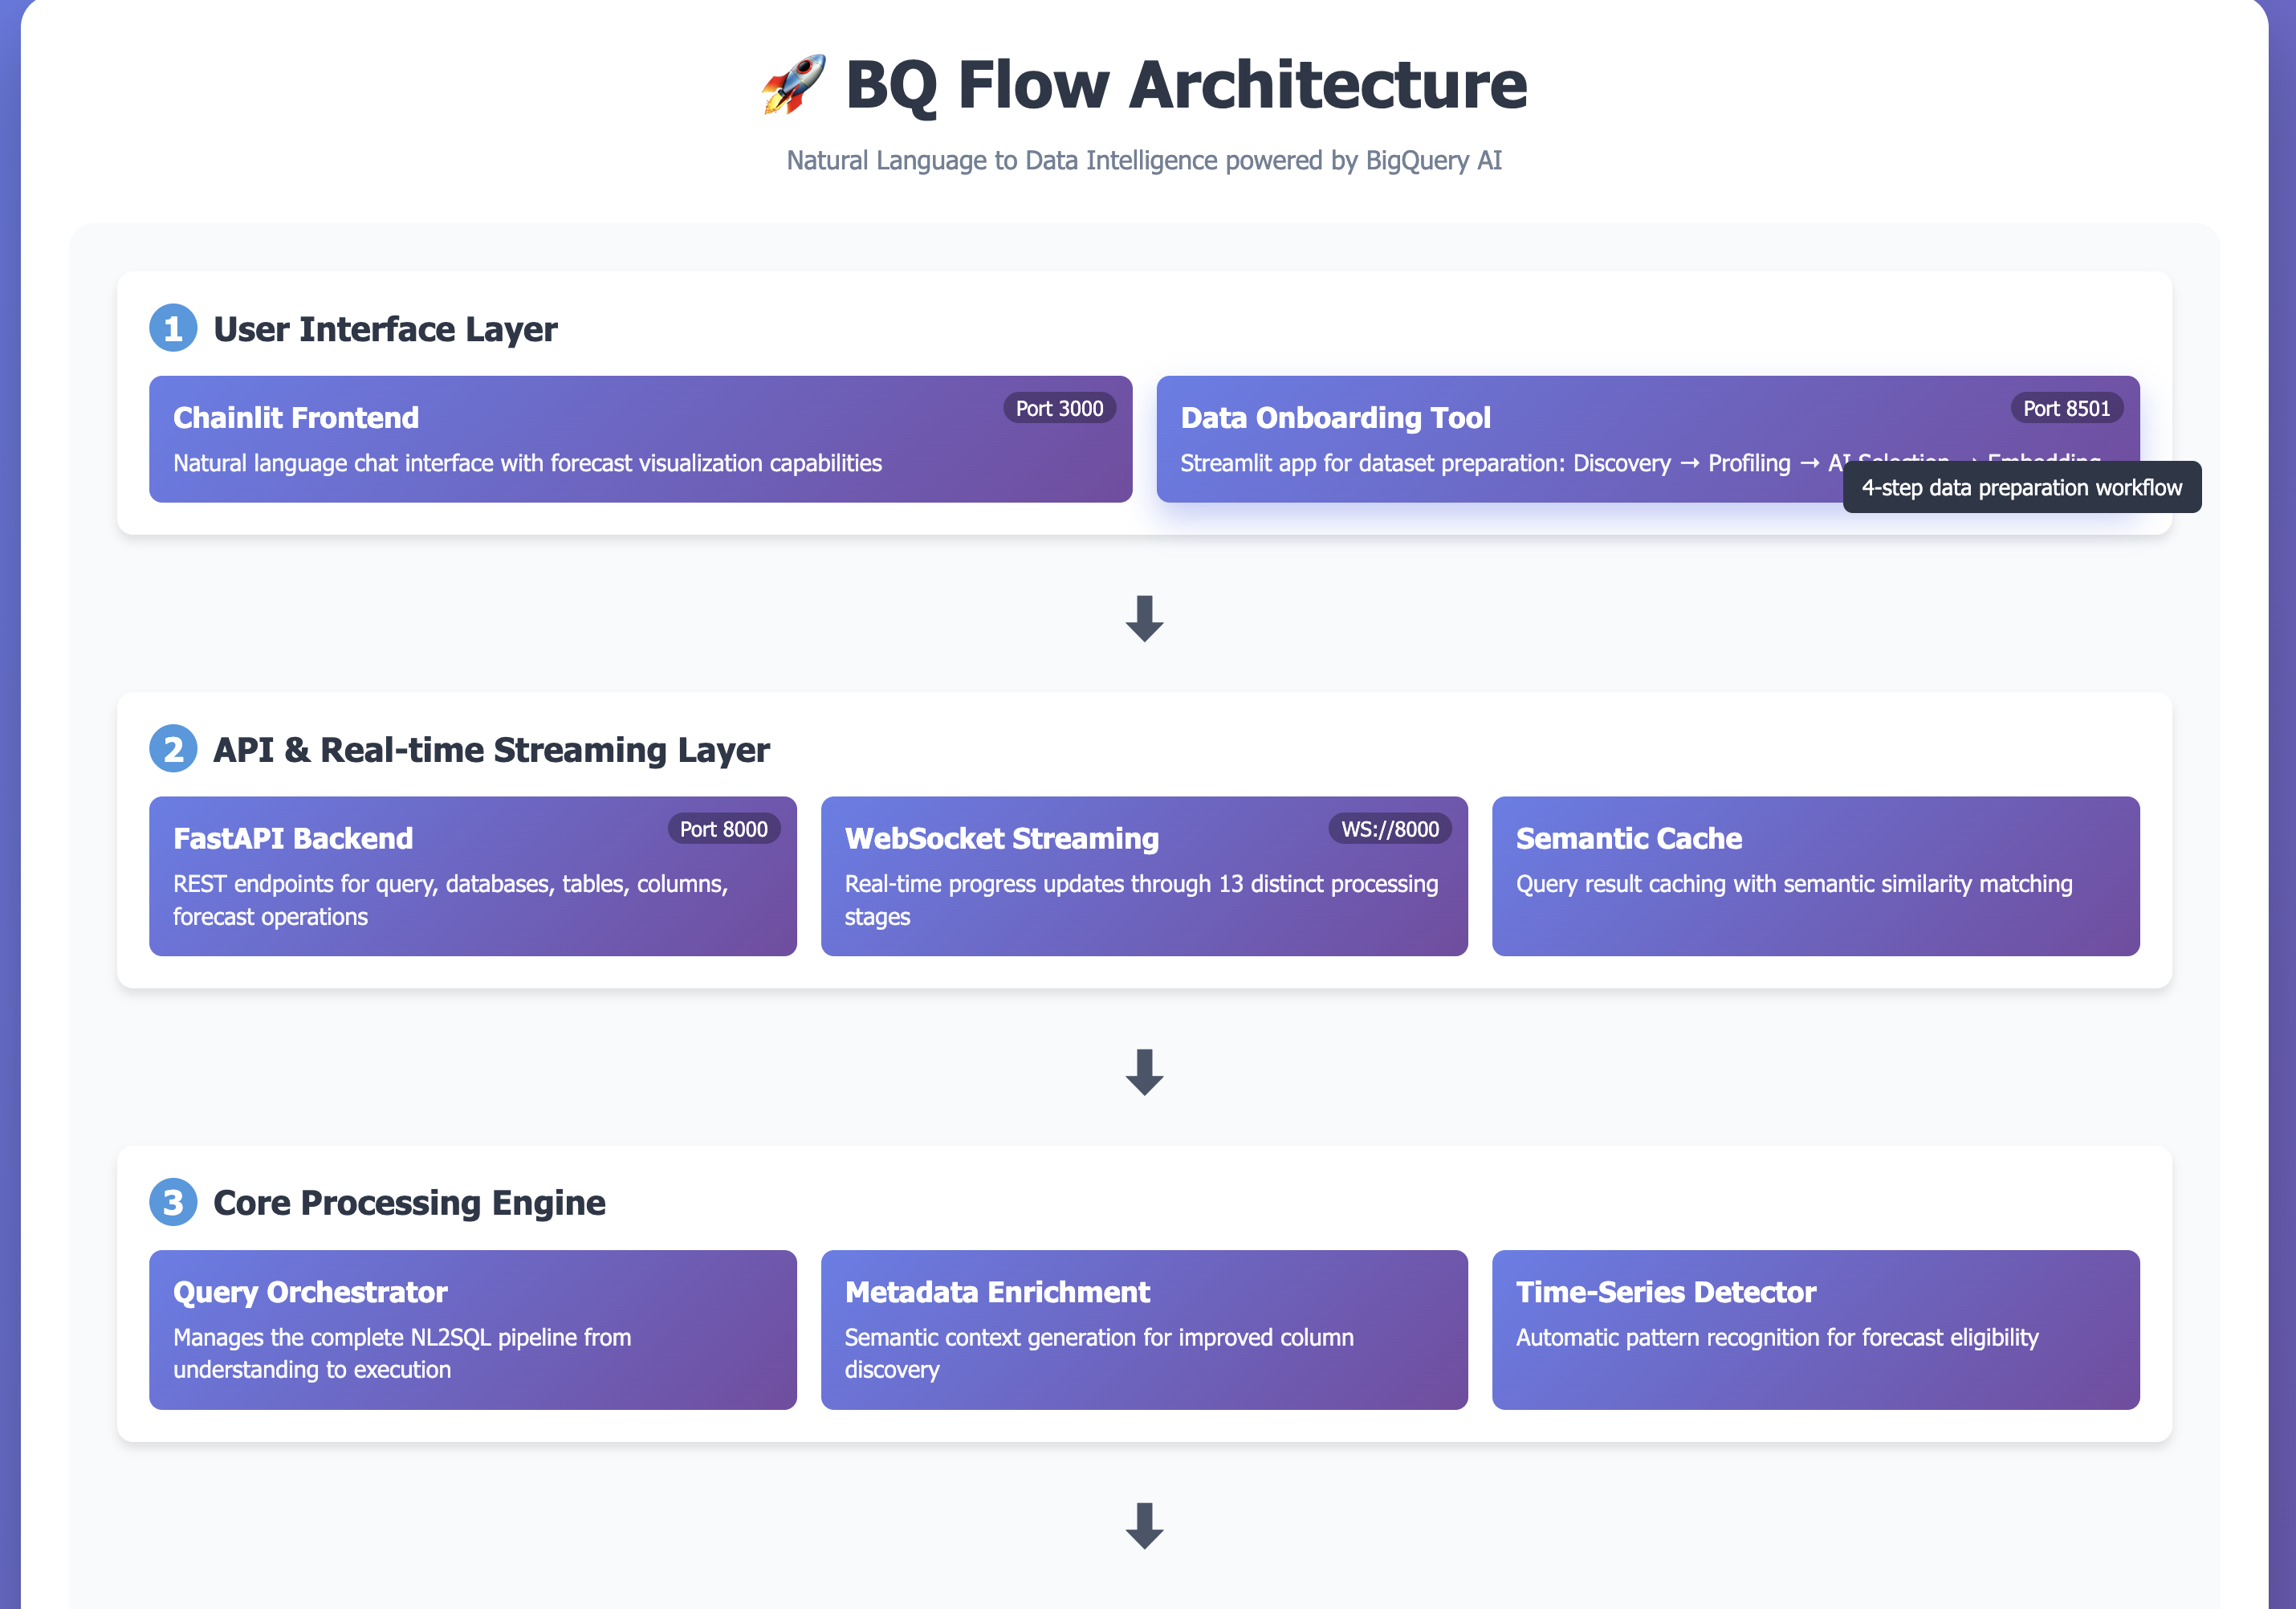 🚀 BQ Flow Architecture
Natural Language to Data Intelligence powered by BigQuery AI
1 User Interface Layer
Chainlit Frontend
Port 3000
Natural language chat interface with forecast visualization capabilities
Data Onboarding Tool
Port 8501
Streamlit app for dataset preparation: Discovery → Profiling → AI Selection → Embedding
4-step data preparation workflow
2 API & Real-time Streaming Layer
FastAPI Backend
Port 8000
REST endpoints for query, databases, tables, columns,
forecast operations
WebSocket Streaming
WS://8000
Real-time progress updates through 13 distinct processing
stages
Semantic Cache
Query result caching with semantic similarity matching
3 Core Processing Engine
Query Orchestrator
Manages the complete NL2SQL pipeline from
understanding to execution
Metadata Enrichment
Semantic context generation for improved column
discovery
Time-Series Detector
Automatic pattern recognition for forecast eligibility